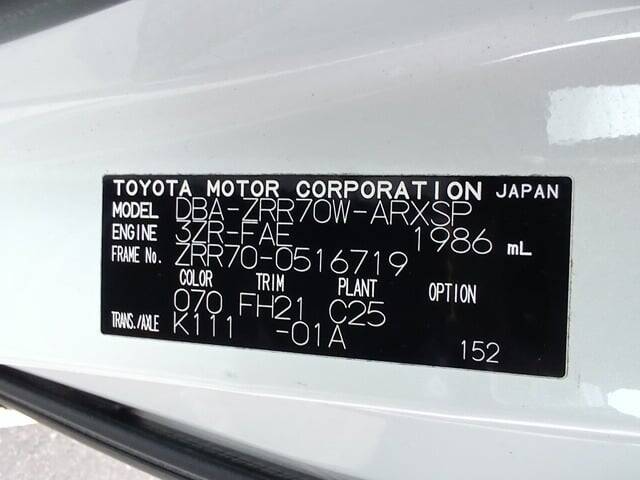 TOYOTA MOTOR CORPORATION JAPAN
MODEL DBA-ZRR70W-ARXSP
ENGINE 3ZR-FAE 1986 mL
FRAME No. ZRR70-0516719
COLOR TRIM PLANT OPTION
070 FH21 C25
TRANS./AXLE K111 -01A
152